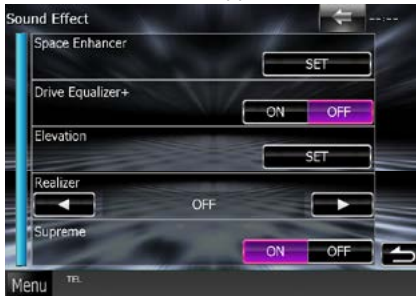 Sound Effect --:--
Space Enhancer
SET
Drive Equalizer+
ON OFF
Elevation
SET
Realizer
OFF
Supreme
ON OFF
Menu TEL